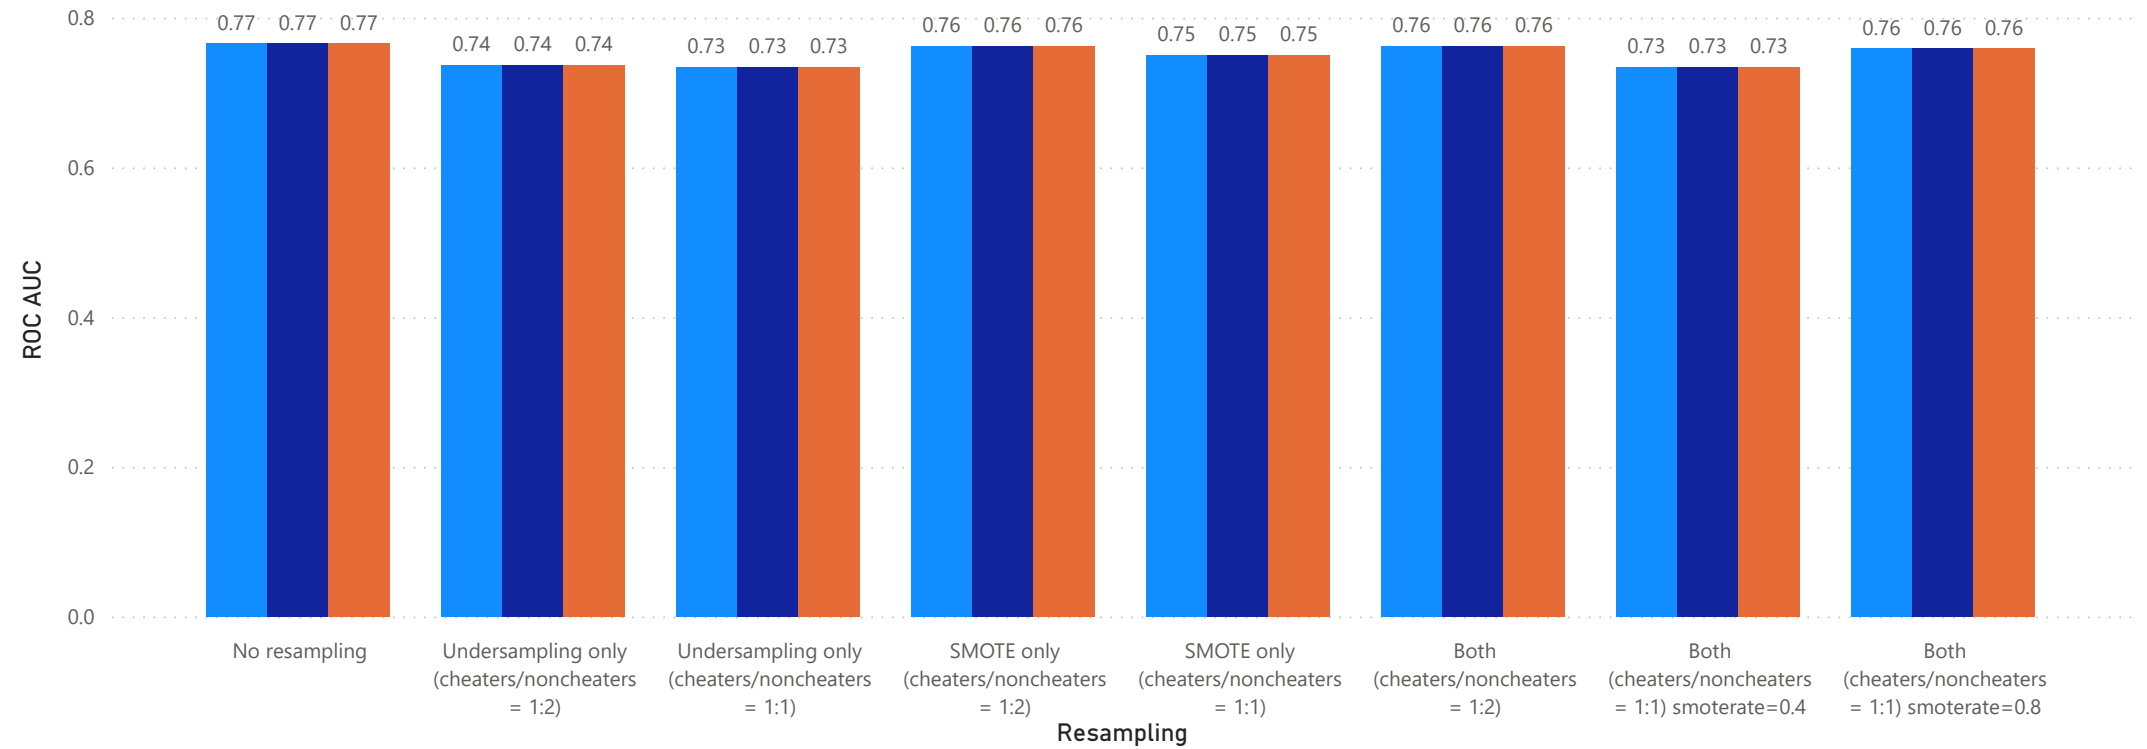 0.8
0.6
0.4
0.2
0.0
ROC AUC
0.77 0.77 0.77
0.74 0.74 0.74
0.73 0.73 0.73
0.76 0.76 0.76
0.75 0.75 0.75
0.76 0.76 0.76
0.73 0.73 0.73
0.76 0.76 0.76
No resampling
Undersampling only
(cheaters/noncheaters
= 1:2)
Undersampling only
(cheaters/noncheaters
= 1:1)
SMOTE only
(cheaters/noncheaters
= 1:2)
SMOTE only
(cheaters/noncheaters
= 1:1)
Both
(cheaters/noncheaters
= 1:2)
Both
(cheaters/noncheaters
= 1:1) smoterate=0.4
Both
(cheaters/noncheaters
= 1:1) smoterate=0.8
Resampling